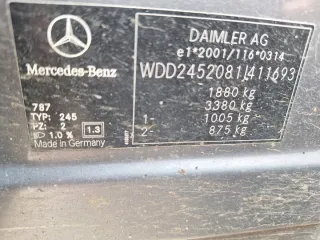 Mercedes-Benz
DAIMLER AG
e1*2001/116*0314
WDD2452081J411693
1880 kg
3380 kg
1- 1005 kg
2- 875 kg
787
TYP: 245
PZ: 2
1.0 %
1.3
Made in Germany